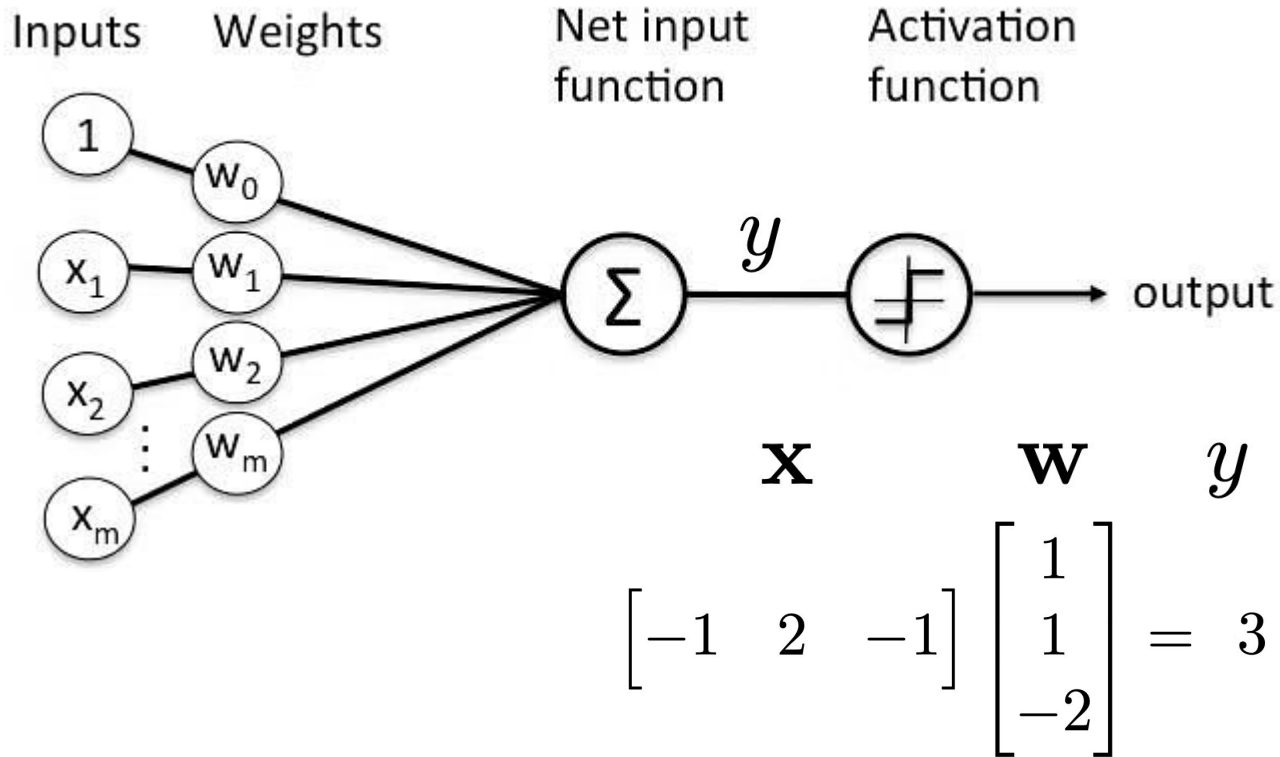 Inputs Weights Net input function Activation function
1 w₀
x₁ w₁
x₂ w₂
⋮ wₘ
xₘ
Σ y output
x w y
[−1 2 −1] [1 1 −2] = 3